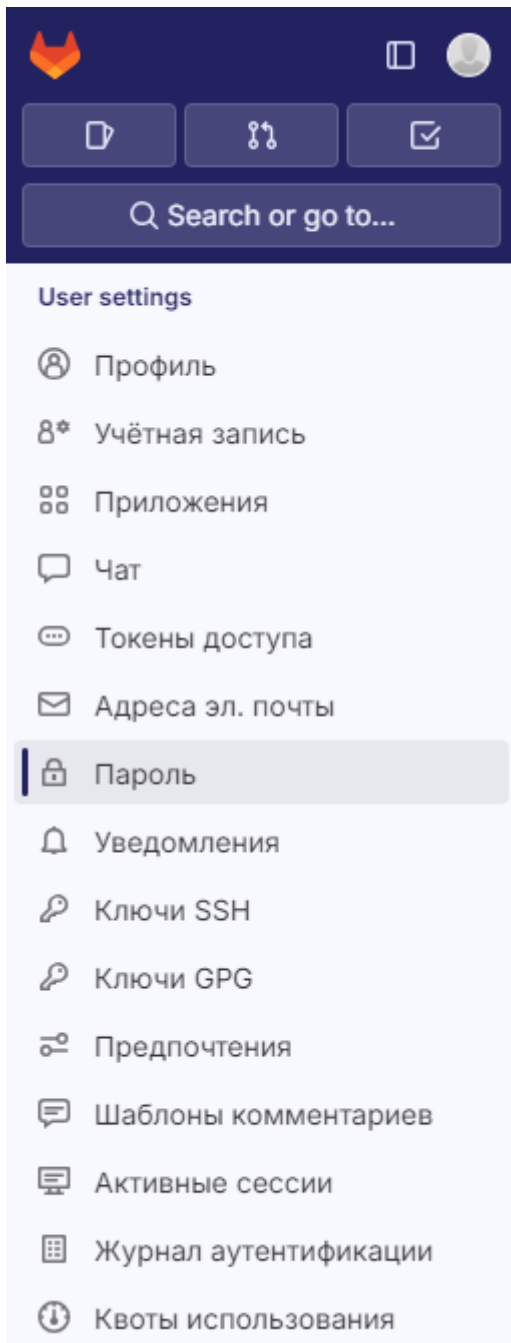 Search or go to...
User settings
Профиль
Учётная запись
Приложения
Чат
Токены доступа
Адреса эл. почты
Пароль
Уведомления
Ключи SSH
Ключи GPG
Предпочтения
Шаблоны комментариев
Активные сессии
Журнал аутентификации
Квоты использования